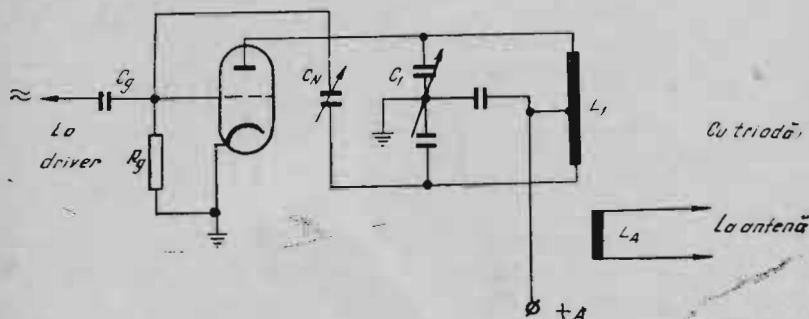 ≈
Cg
La
driver
Rg
CN
C1
L1
Cu triodă,
LA
La antenă
+A